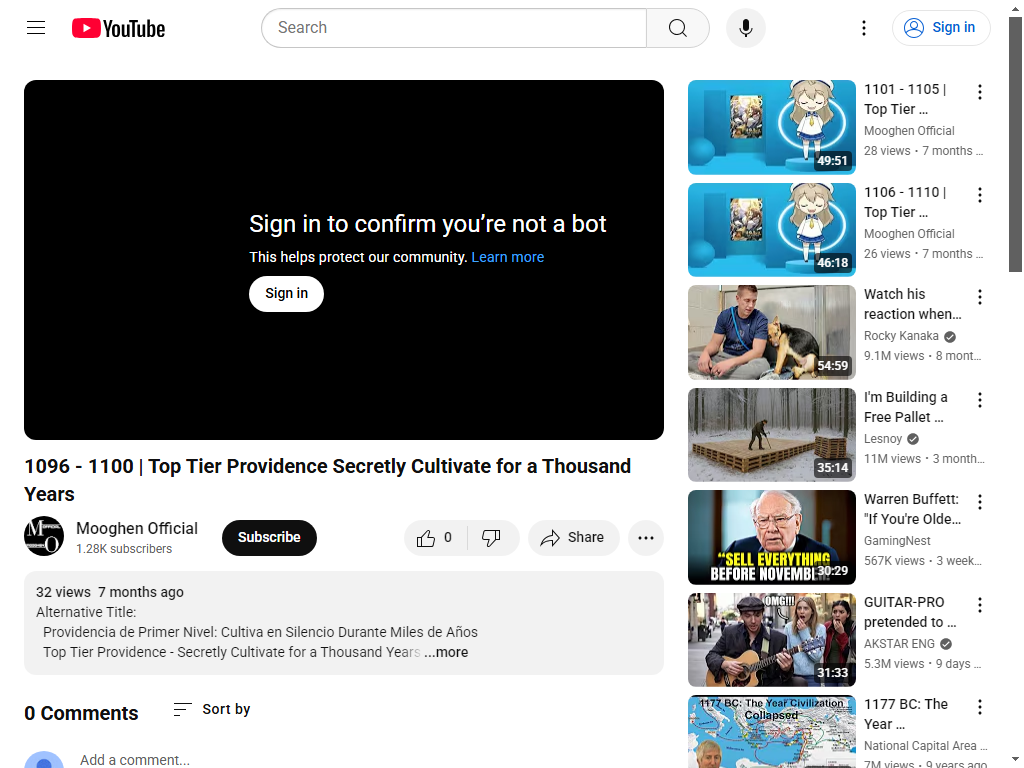 YouTube
Search
Sign in
Sign in to confirm you’re not a bot
This helps protect our community. Learn more
Sign in
1096 - 1100 | Top Tier Providence Secretly Cultivate for a Thousand
Years
Mooghen Official
1.28K subscribers
Subscribe
0
Share
32 views 7 months ago
Alternative Title:
Providencia de Primer Nivel: Cultiva en Silencio Durante Miles de Años
Top Tier Providence - Secretly Cultivate for a Thousand Years ...more
0 Comments
Sort by
Add a comment...
1101 - 1105 |
Top Tier …
Mooghen Official
28 views • 7 months …
49:51
1106 - 1110 |
Top Tier …
Mooghen Official
26 views • 7 months …
46:18
Watch his
reaction when…
Rocky Kanaka
9.1M views • 8 mont…
54:59
I'm Building a
Free Pallet …
Lesnoy
11M views • 3 month…
35:14
Warren Buffett:
"If You're Olde…
GamingNest
567K views • 3 week…
“SELL EVERYTHING
BEFORE NOVEMBER
30:29
GUITAR-PRO
pretended to …
AKSTAR ENG
5.3M views • 9 days …
OMG!!!
31:33
1177 BC: The
Year …
National Capital Area …
7M views • 9 years ago
1177 BC: The Year Civilization
Collapsed